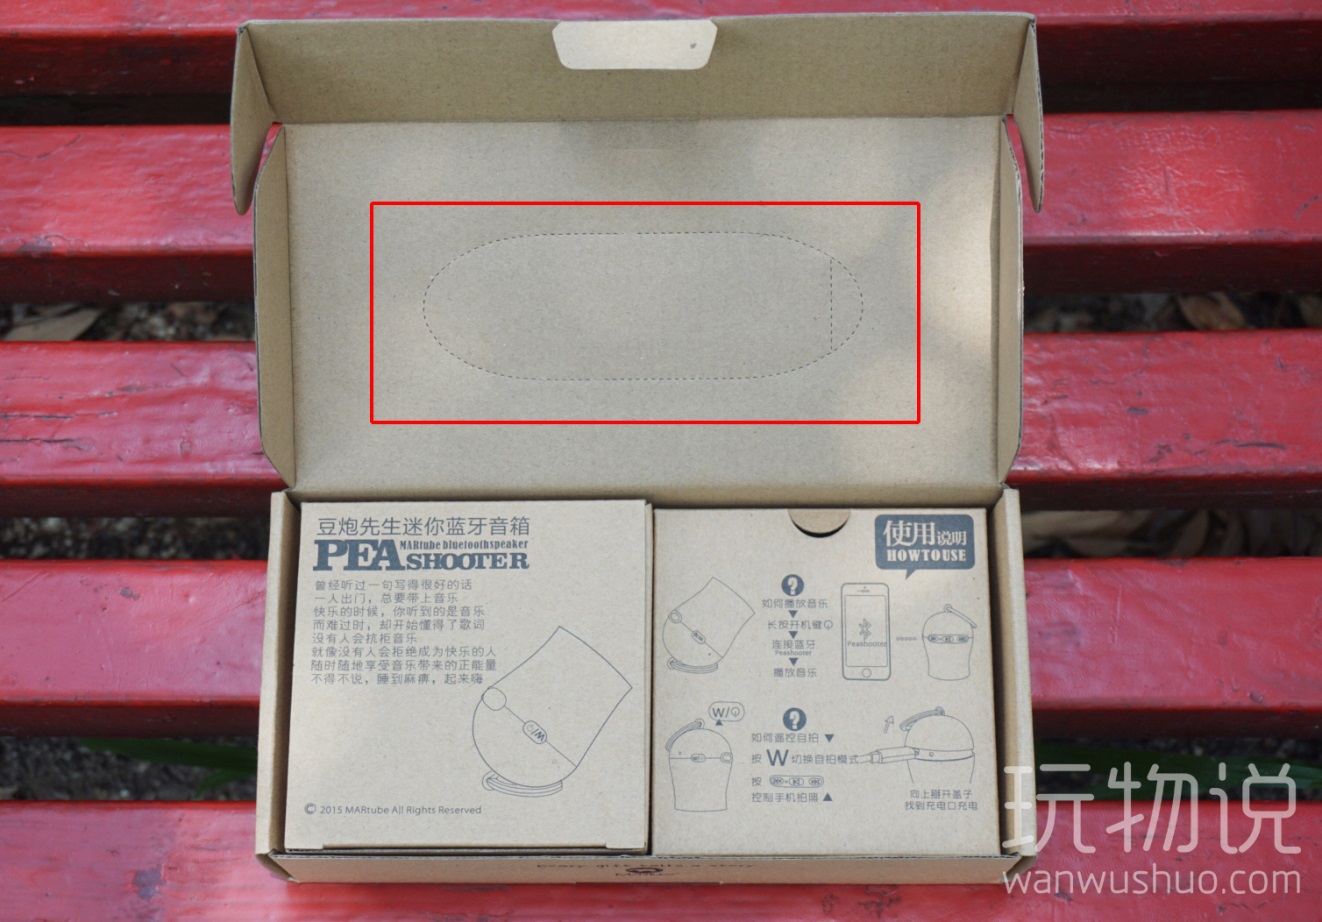 豆炮先生迷你蓝牙音箱
PEA SHOOTER
MARtube bluetoothspeaker
曾经听过一句写得很好的话
一人出门，总要带上音乐
快乐的时候，你听到的是音乐
而难过时，却开始懂得了歌词
没有人会抗拒音乐
就像没有人会拒绝成为快乐的人
随时随地享受音乐带来的正能量
不得不说，睡到麻痹，起来嗨
W/
© 2015 MARtube All Rights Reserved
使用说明
HOWTOUSE
?
如何播放音乐
长按开机键
连接蓝牙
Peashooter
播放音乐
Peashooter
W/
?
如何遥控自拍
按 W 切换自拍模式
按
控制手机拍摄
向上掰开盖子
找到充电口充电
Every gift tells a story
玩物说
wanwushuo.com